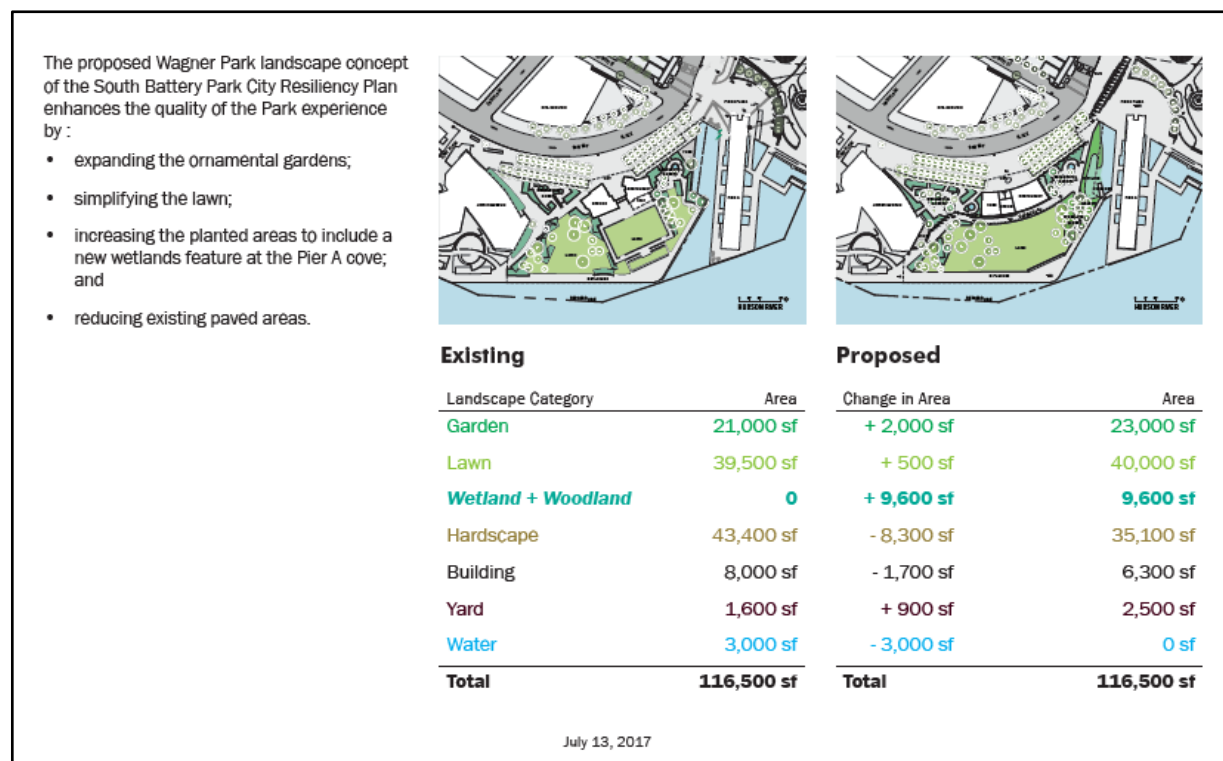 The proposed Wagner Park landscape concept
of the South Battery Park City Resiliency Plan
enhances the quality of the Park experience
by :
• expanding the ornamental gardens;
• simplifying the lawn;
• increasing the planted areas to include a
new wetlands feature at the Pier A cove;
and
• reducing existing paved areas.
HUDSON RIVER
HUDSON RIVER
Existing
Proposed
Landscape Category Area
Change in Area Area
Garden 21,000 sf + 2,000 sf 23,000 sf
Lawn 39,500 sf + 500 sf 40,000 sf
Wetland + Woodland 0 + 9,600 sf 9,600 sf
Hardscape 43,400 sf - 8,300 sf 35,100 sf
Building 8,000 sf - 1,700 sf 6,300 sf
Yard 1,600 sf + 900 sf 2,500 sf
Water 3,000 sf - 3,000 sf 0 sf
Total 116,500 sf Total 116,500 sf
July 13, 2017